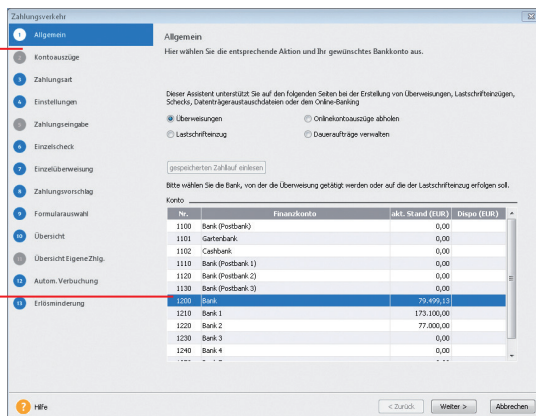 Zahlungsverkehr
1 Allgemein
2 Kontoauszüge
3 Zahlungsart
4 Einstellungen
5 Zahlungseingabe
6 Einzelscheck
7 Einzelüberweisung
8 Zahlungsvorschlag
9 Formularauswahl
10 Übersicht
11 Übersicht Eigene Zhlg.
12 Autom. Verbuchung
13 Erlösminderung
Allgemein
Hier wählen Sie die entsprechende Aktion und Ihr gewünschtes Bankkonto aus.
Dieser Assistent unterstützt Sie auf den folgenden Seiten bei der Erstellung von Überweisungen, Lastschrifteinzügen,
Schecks, Datenträgeraustauschdateien oder dem Online-Banking
Überweisungen Onlinekontoauszüge abholen
Lastschrifteinzug Daueraufträge verwalten
gespeicherten Zahllauf einlesen
Bitte wählen Sie die Bank, von der die Überweisung getätigt werden oder auf die der Lastschrifteinzug erfolgen soll.
Konto
Nr. Finanzkonto akt. Stand (EUR) Dispo (EUR)
1100 Bank (Postbank) 0,00
1101 Gartenbank 0,00
1102 Cashbank 0,00
1110 Bank (Postbank 1) 0,00
1120 Bank (Postbank 2) 0,00
1130 Bank (Postbank 3) 0,00
1200 Bank 79.499,13
1210 Bank 1 173.100,00
1220 Bank 2 77.000,00
1230 Bank 3 0,00
1240 Bank 4 0,00
? Hilfe
< Zurück Weiter > Abbrechen